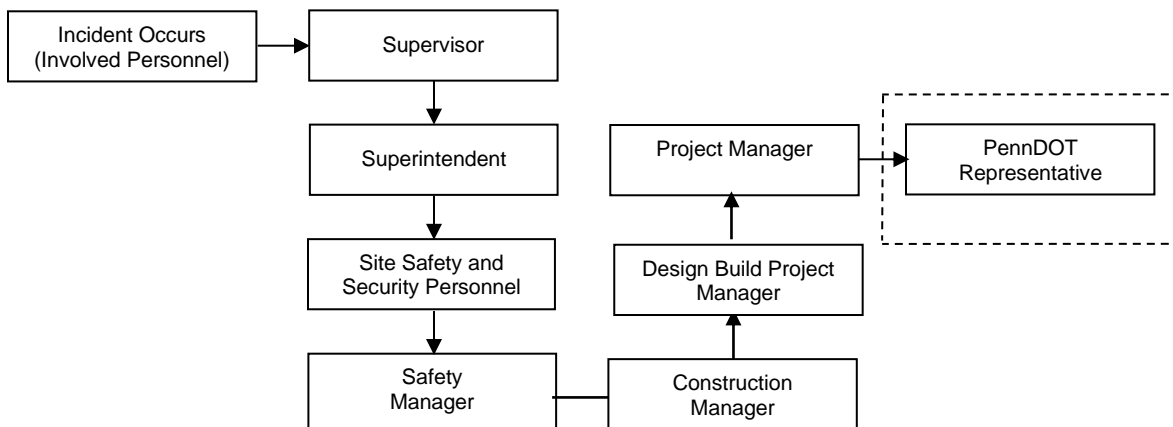 Incident Occurs
(Involved Personnel)
Supervisor
Superintendent
Site Safety and
Security Personnel
Safety
Manager
Construction
Manager
Design Build Project
Manager
Project Manager
PennDOT
Representative